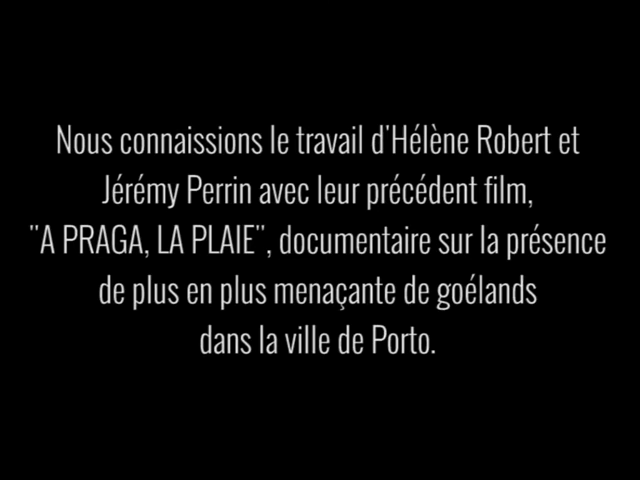 Nous connaissions le travail d'Hélène Robert et
Jérémy Perrin avec leur précédent film,
"A PRAGA, LA PLAIE", documentaire sur la présence
de plus en plus menaçante de goélands
dans la ville de Porto.